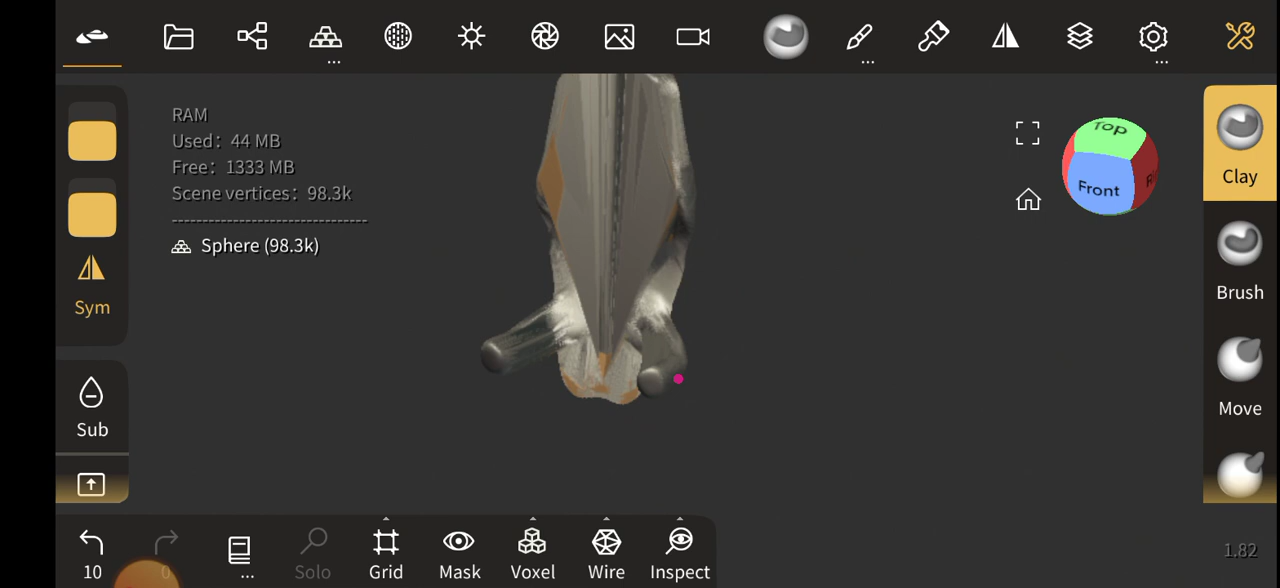 RAM
Used: 44 MB
Free: 1333 MB
Scene vertices: 98.3k
--------------------------------
Sphere (98.3k)
Top
Front
R
Clay
Brush
Move
Sym
Sub
10
0
...
Solo
Grid
Mask
Voxel
Wire
Inspect
1.82